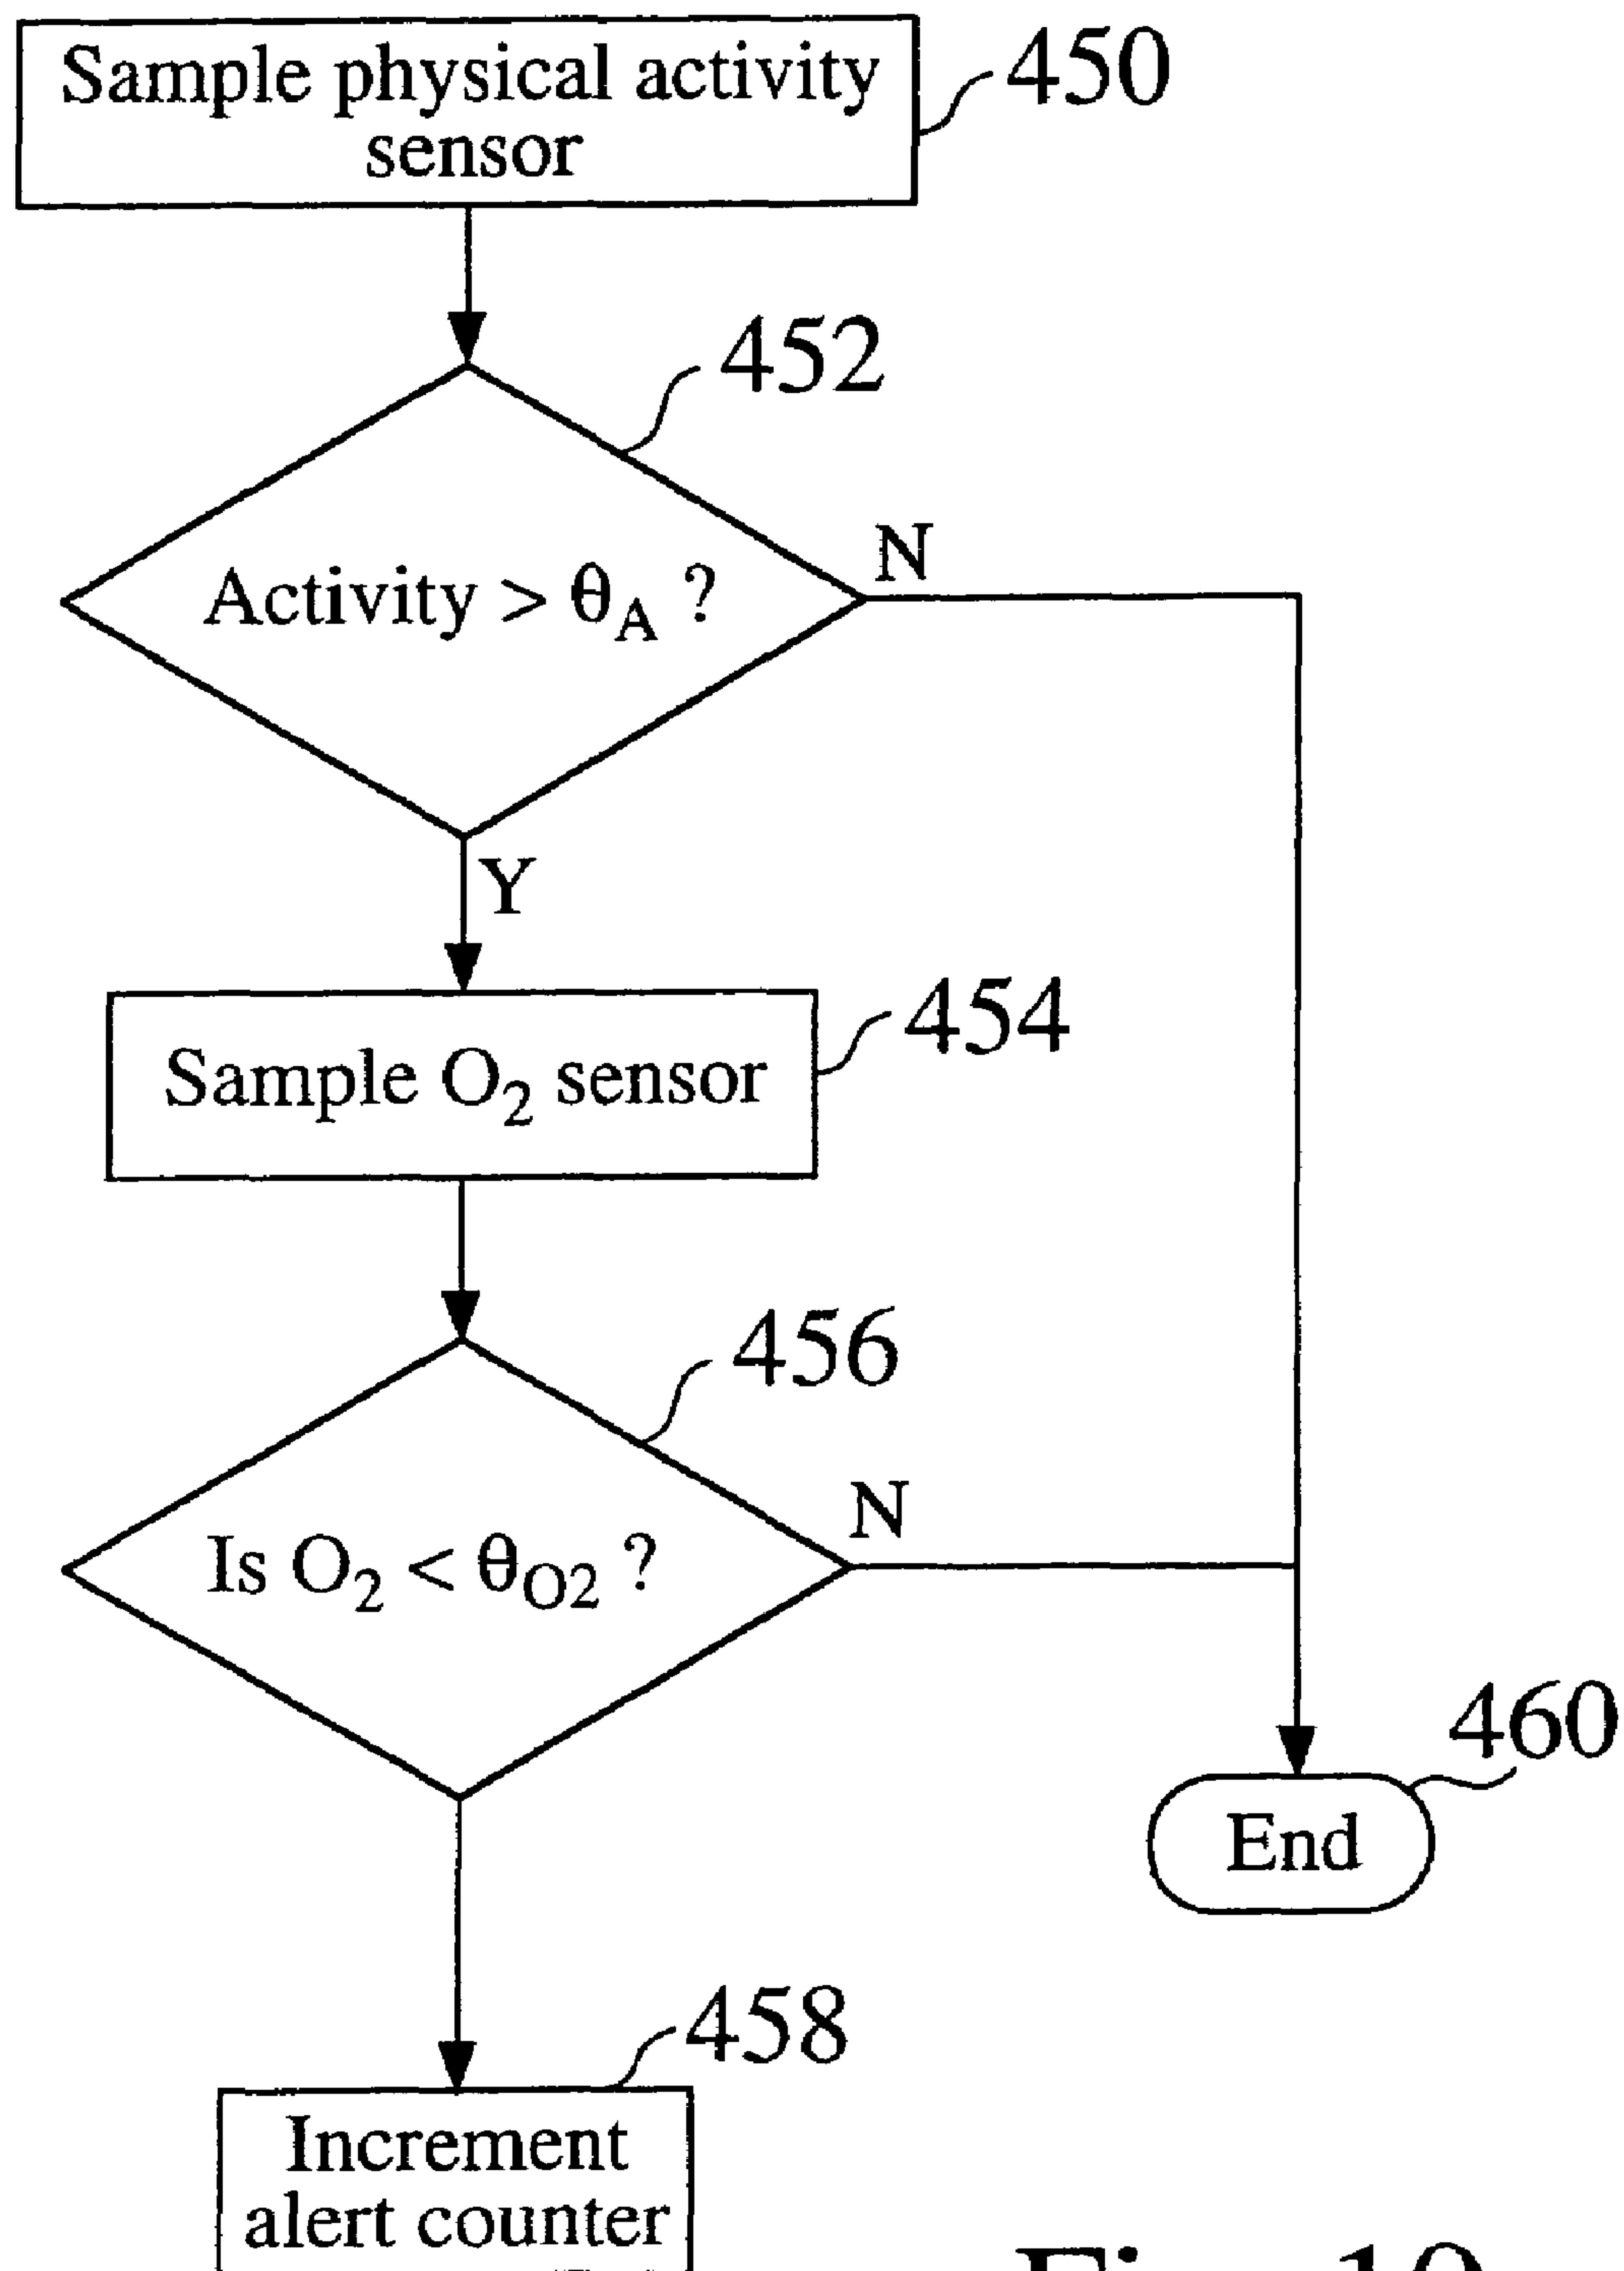 Sample physical activity
sensor
450
452
Activity > θA ?
N
Y
Sample O2 sensor
454
456
Is O2 < θO2 ?
N
460
End
458
Increment
alert counter